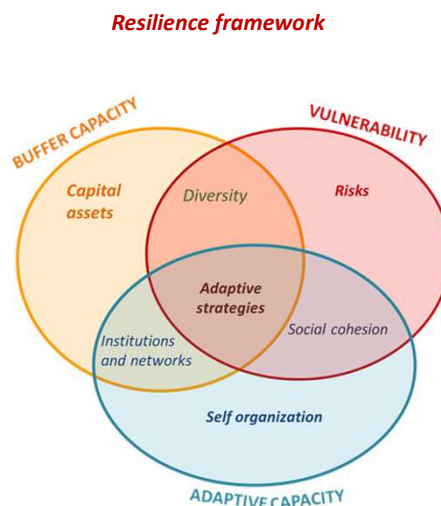 Resilience framework
BUFFER CAPACITY
VULNERABILITY
Capital
assets
Diversity
Risks
Adaptive
strategies
Institutions
and networks
Social cohesion
Self organization
ADAPTIVE CAPACITY